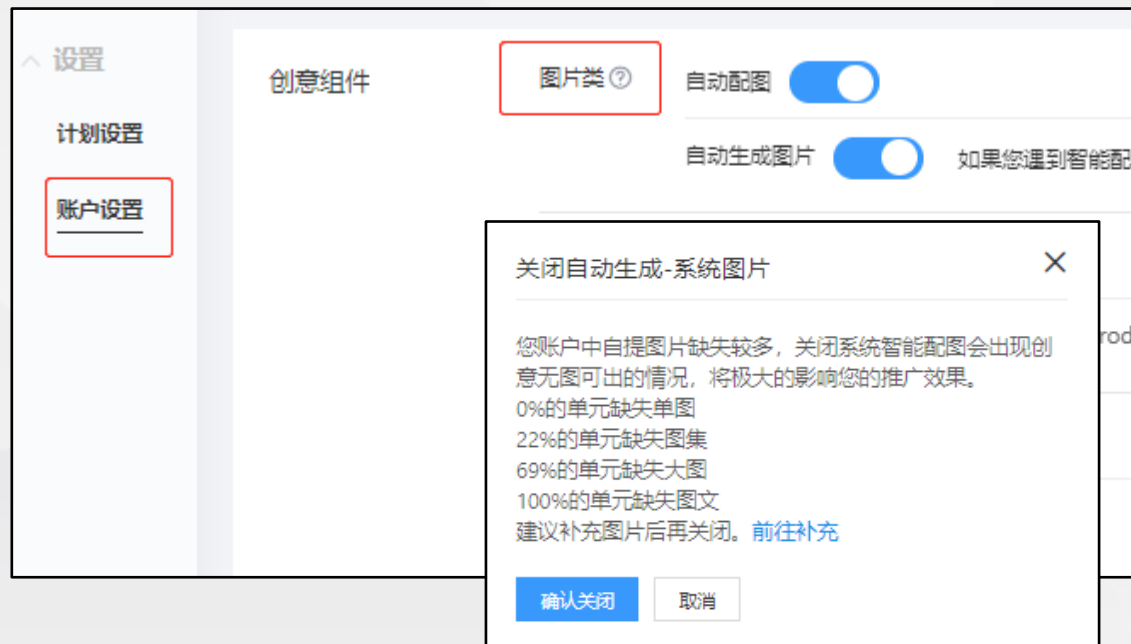 设置
计划设置
账户设置
创意组件
图片类
自动配图
自动生成图片
如果您遇到智能配
关闭自动生成-系统图片
您账户中自提图片缺失较多，关闭系统智能配图会出现创
意无图可出的情况，将极大的影响您的推广效果。
0%的单元缺失单图
22%的单元缺失图集
69%的单元缺失大图
100%的单元缺失图文
建议补充图片后再关闭。前往补充
确认关闭
取消
rod